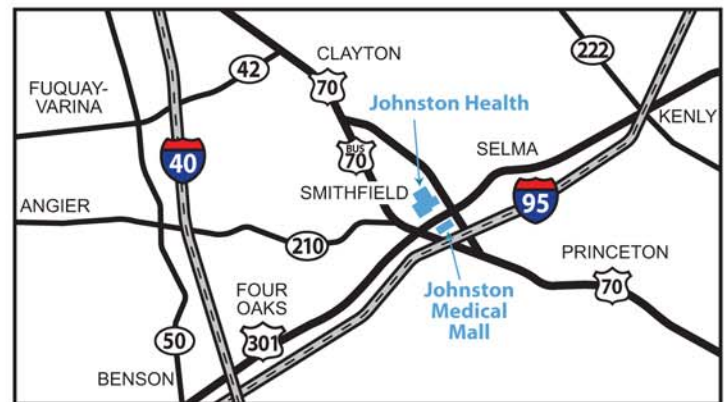 CLAYTON
222
42
70
FUQUAY-
VARINA
Johnston Health
KENLY
BUS
70
SELMA
40
SMITHFIELD
95
ANGIER
210
PRINCETON
FOUR
OAKS
Johnston
Medical
Mall
70
50
301
BENSON